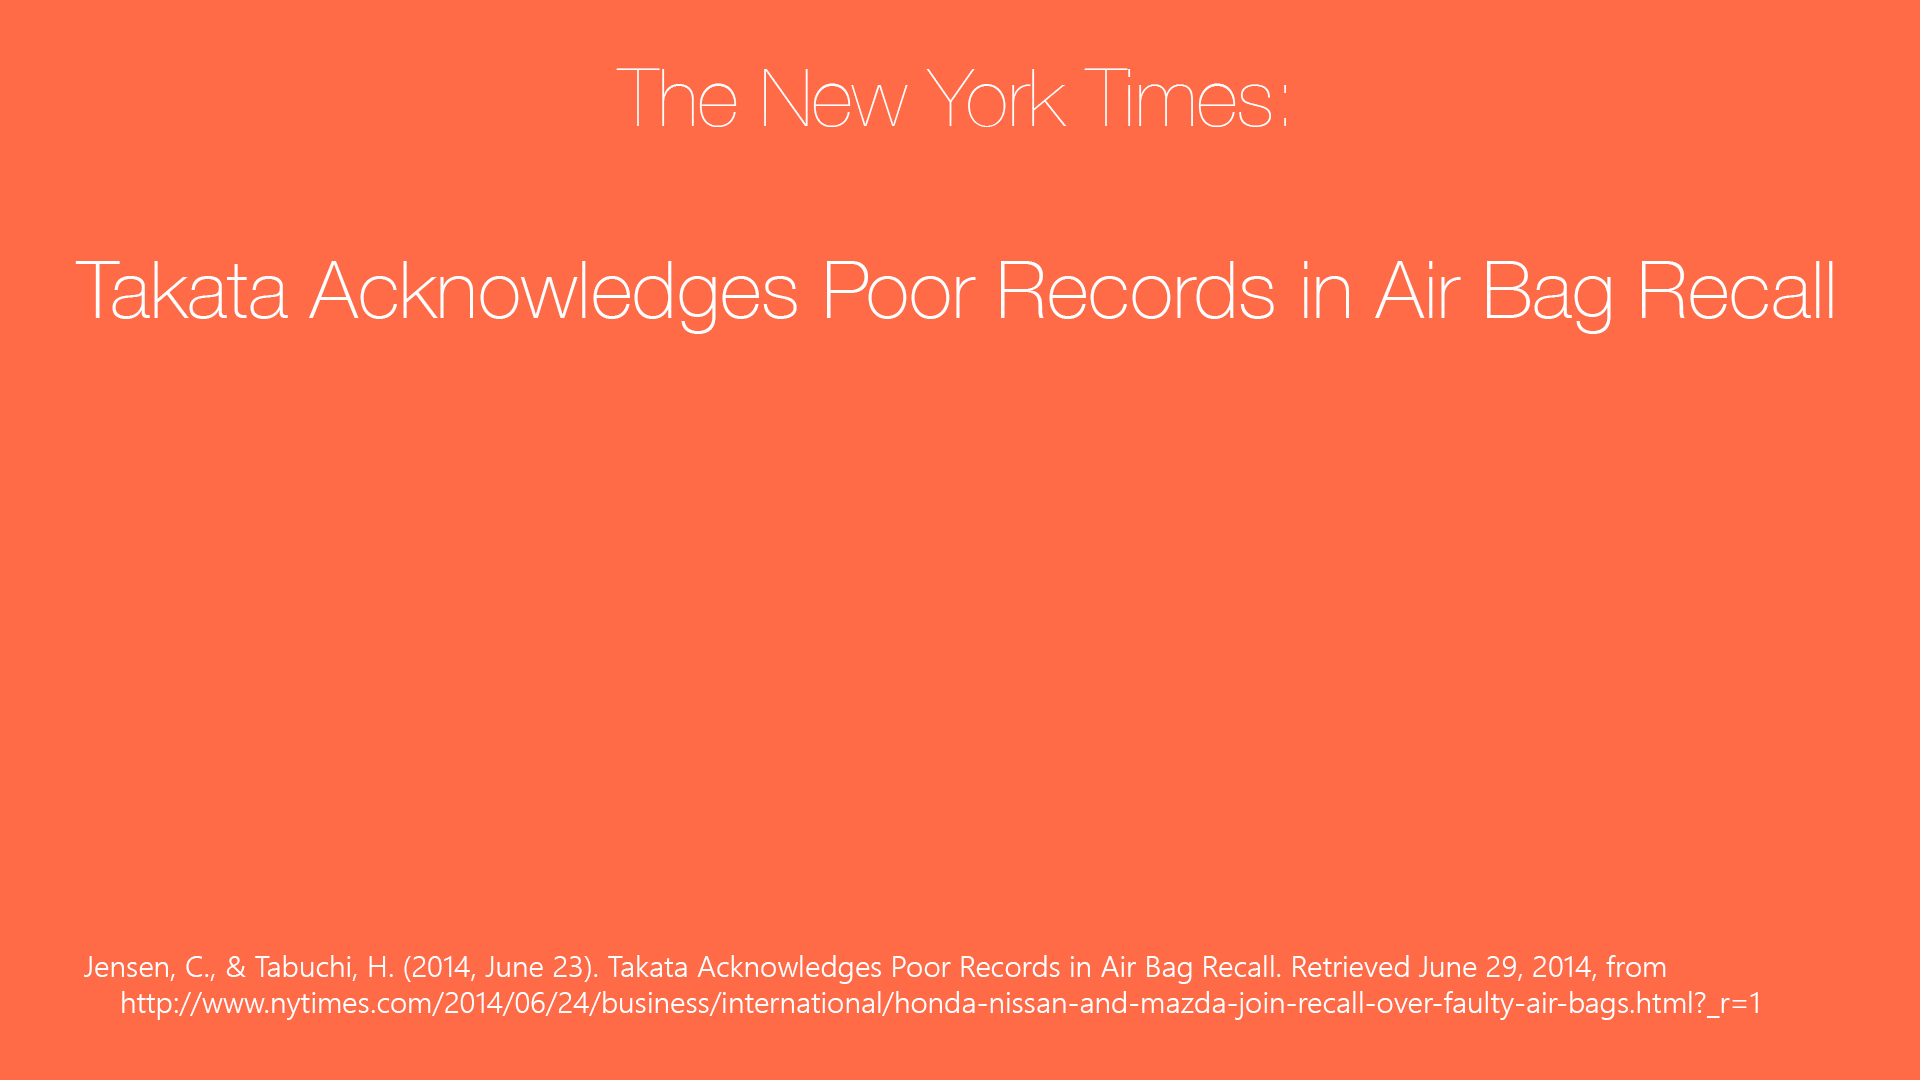 The New York Times:
Takata Acknowledges Poor Records in Air Bag Recall
Jensen, C., & Tabuchi, H. (2014, June 23). Takata Acknowledges Poor Records in Air Bag Recall. Retrieved June 29, 2014, from
http://www.nytimes.com/2014/06/24/business/international/honda-nissan-and-mazda-join-recall-over-faulty-air-bags.html?_r=1